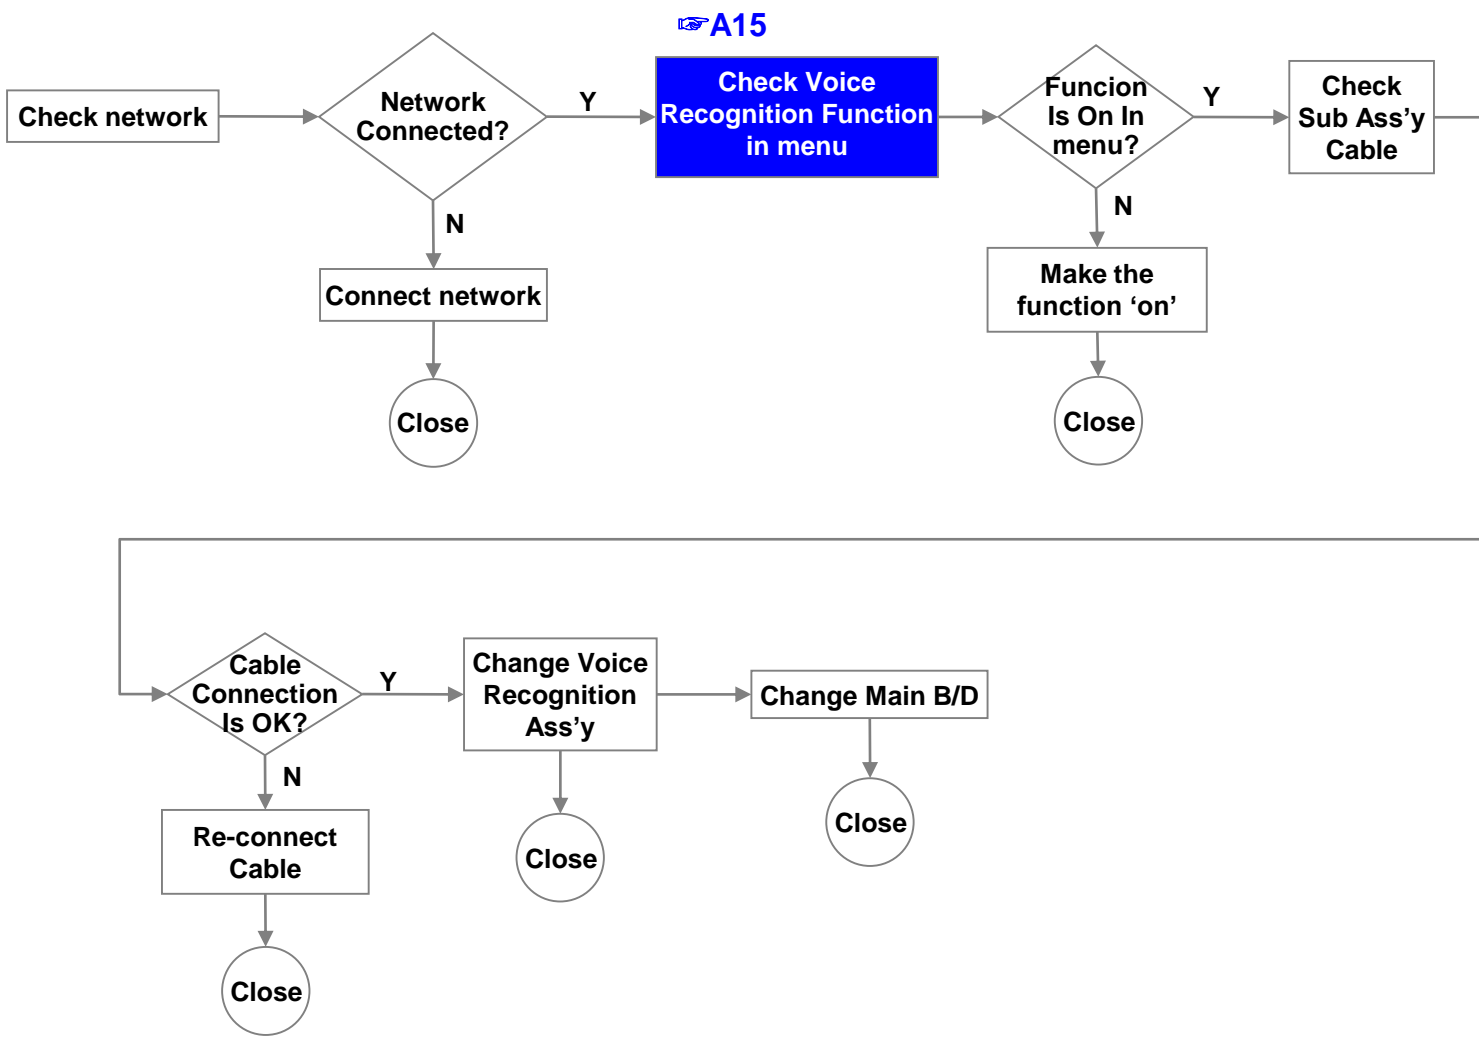 ☞A15
Check network
Network
Connected?
Y
Check Voice
Recognition Function
in menu
Funcion
Is On In
menu?
Y
Check
Sub Ass’y
Cable
N
Connect network
Close
N
Make the
function ‘on’
Close
Cable
Connection
Is OK?
Y
Change Voice
Recognition
Ass’y
Change Main B/D
N
Re-connect
Cable
Close
Close
Close